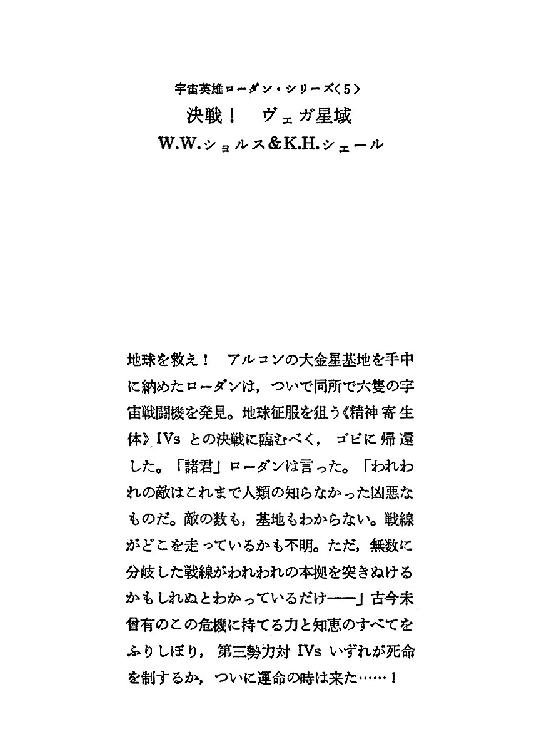 宇宙英雄ローダン・シリーズ〈5〉
決戦！　ヴェガ星域
W.W.ショルス&K.H.シェール
地球を救え！　アルコンの大金星基地を手中
に納めたローダンは，ついで同所で六隻の宇
宙戦闘機を発見。地球征服を狙う《精神寄生
体》IVs との決戦に臨むべく，ゴビに帰還
した。「諸君」ローダンは言った。「われわ
れの敵はこれまで人類の知らなかった凶悪な
ものだ。敵の数も，基地もわからない。戦線
がどこを走っているかも不明。ただ，無数に
分岐した戦線がわれわれの本拠を突きぬける
かもしれぬとわかっているだけ――」古今未
曾有のこの危機に持てる力と知恵のすべてを
ふりしぼり，第三勢力対 IVs いずれが死命
を制するか，ついに運命の時は来た……！